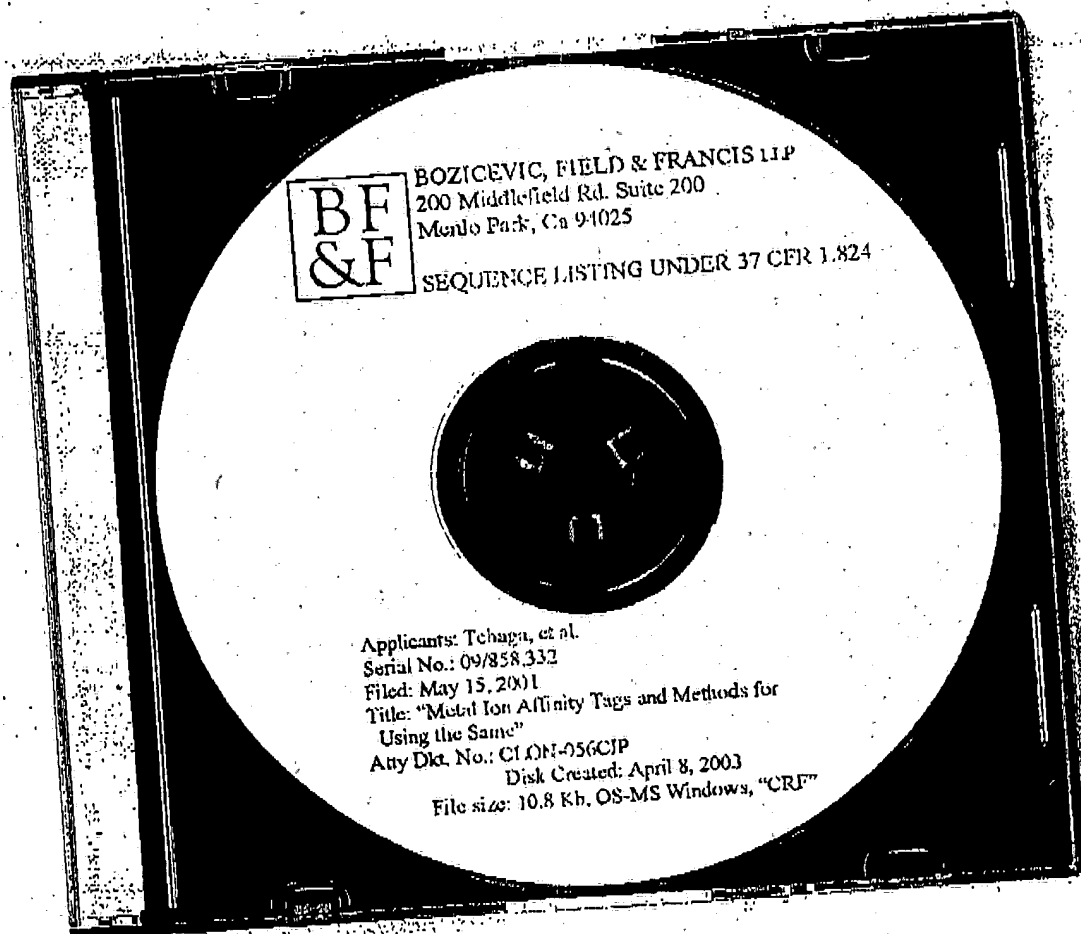 BF
&F
BOZICEVIC, FIELD & FRANCIS LLP
200 Middlefield Rd. Suite 200
Menlo Park, Ca 94025
SEQUENCE LISTING UNDER 37 CFR 1.824
Applicants: Tchaga, et al.
Serial No.: 09/858,332
Filed: May 15, 2001
Title: "Metal Ion Affinity Tags and Methods for
Using the Same"
Atty Dkt. No.: CLON-056CIP
Disk Created: April 8, 2003
File size: 10.8 Kb, OS-MS Windows, "CRF"